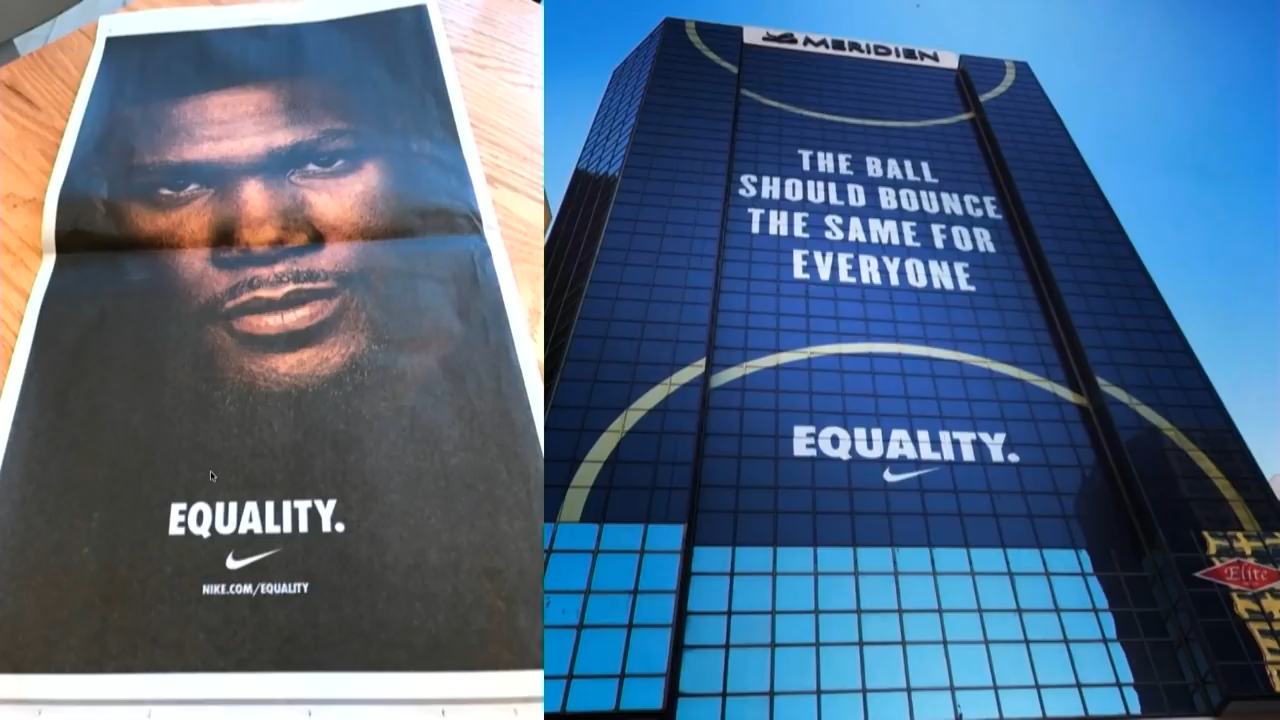 EQUALITY.
NIKE.COM/EQUALITY
MERIDIEN
THE BALL
SHOULD BOUNCE
THE SAME FOR
EVERYONE
EQUALITY.
Elite